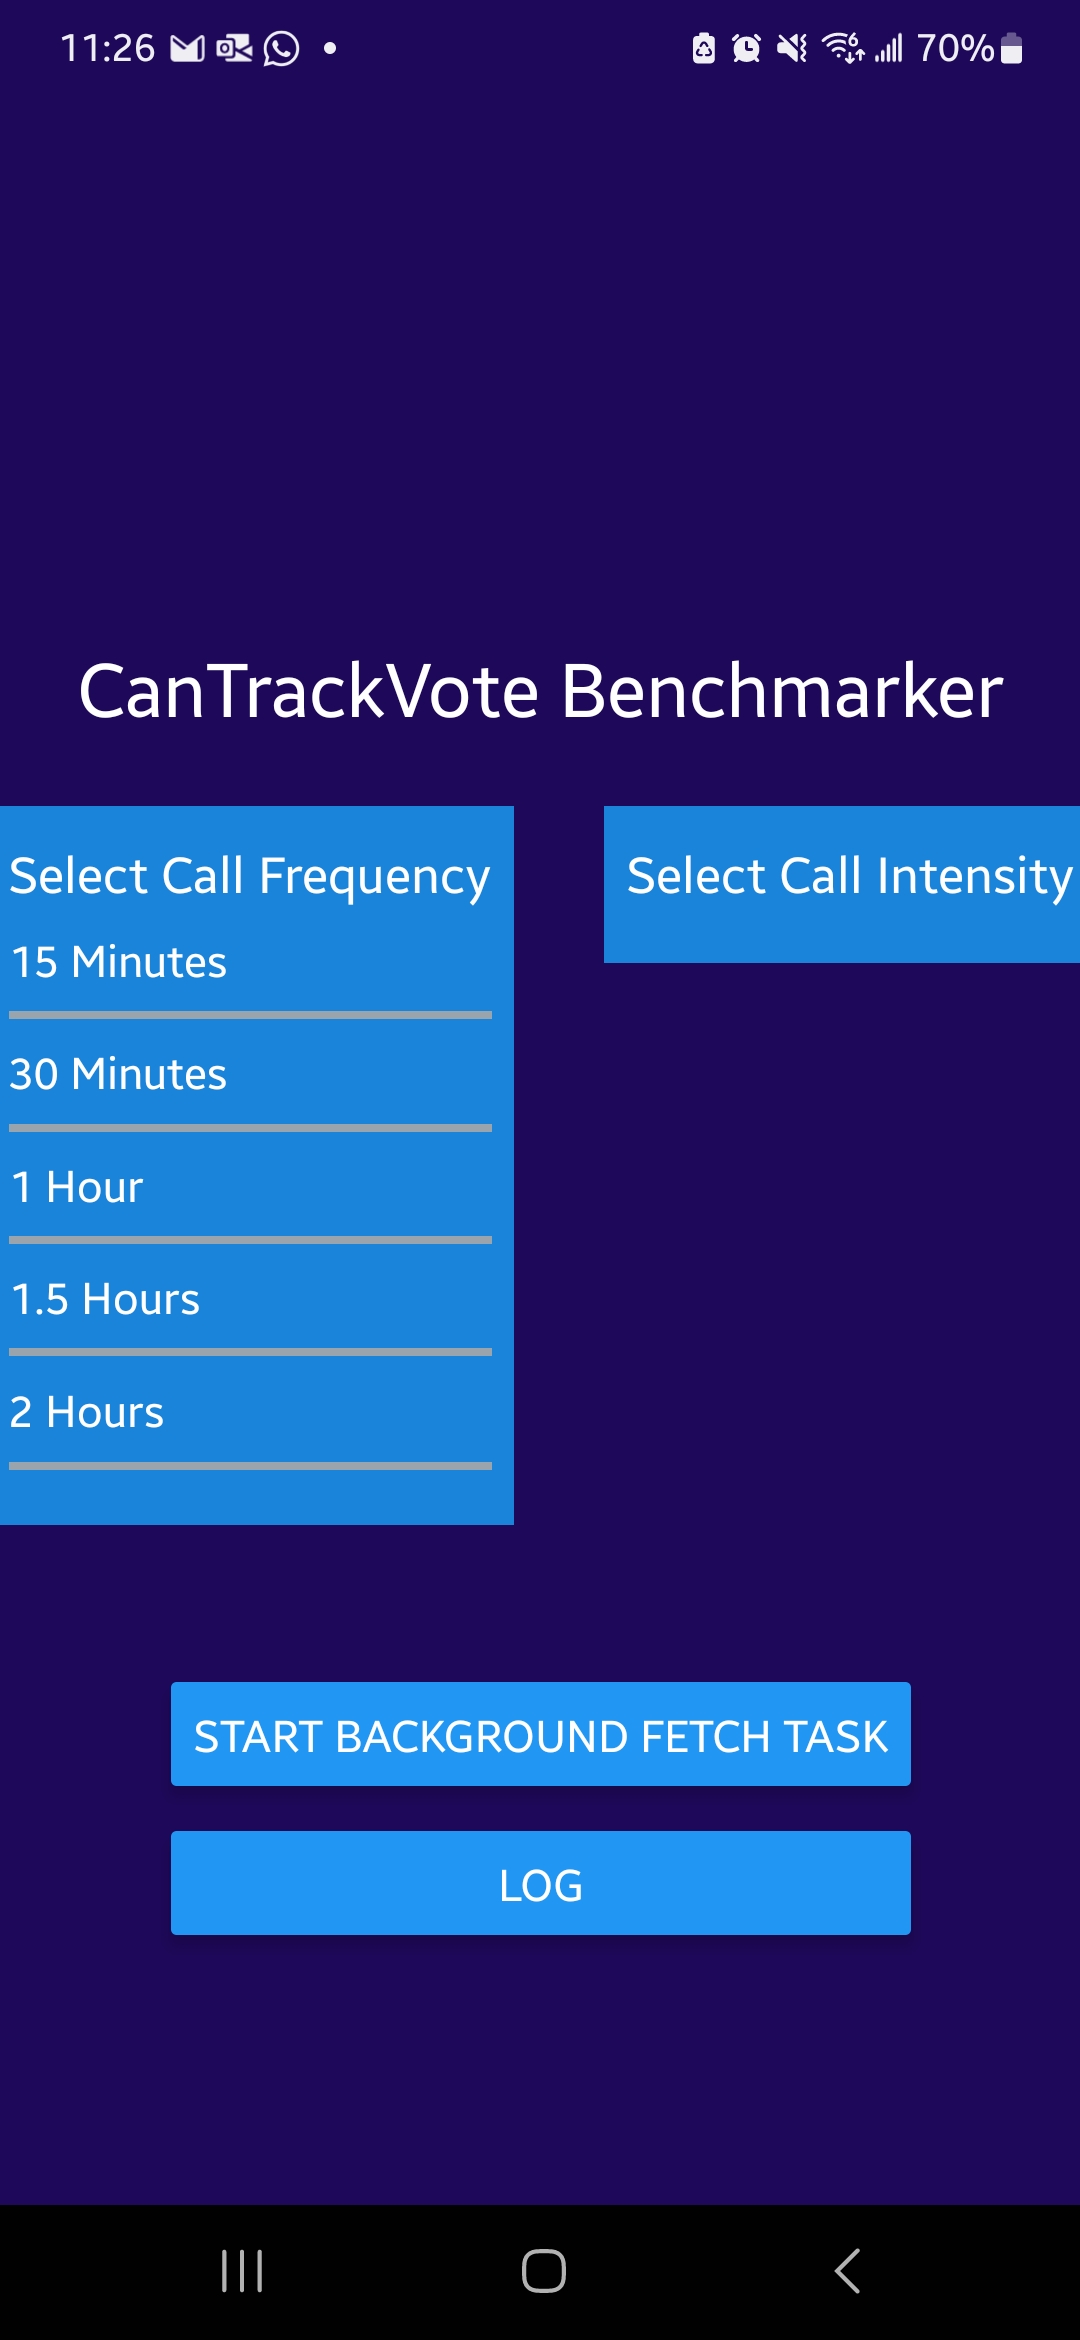 11:26 70%
CanTrackVote Benchmarker
Select Call Frequency
15 Minutes
30 Minutes
1 Hour
1.5 Hours
2 Hours
Select Call Intensity
START BACKGROUND FETCH TASK
LOG